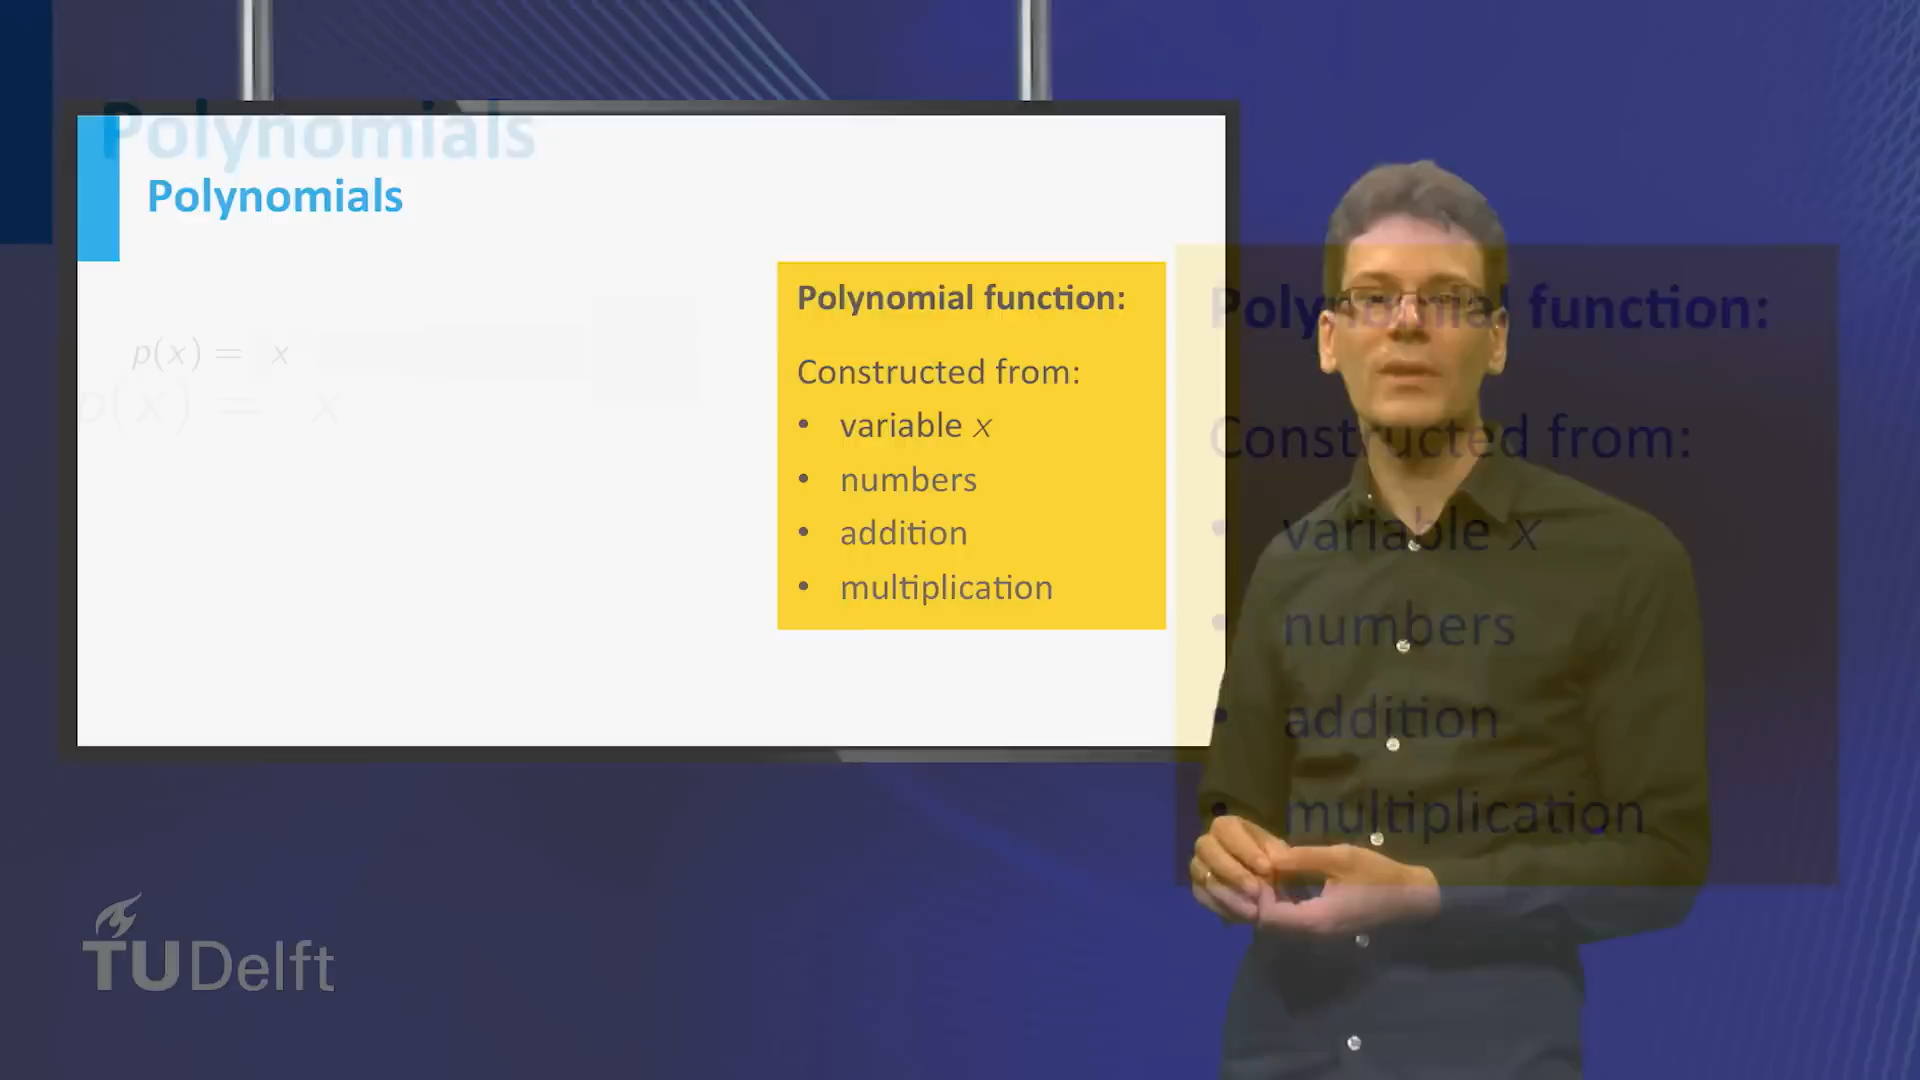 Polynomials
Polynomials
p(x) = x
p(x) = x
Polynomial function:
Constructed from:
• variable x
• numbers
• addition
• multiplication
Polynomial function:
Constructed from:
• variable x
• numbers
• addition
• multiplication
TUDelft